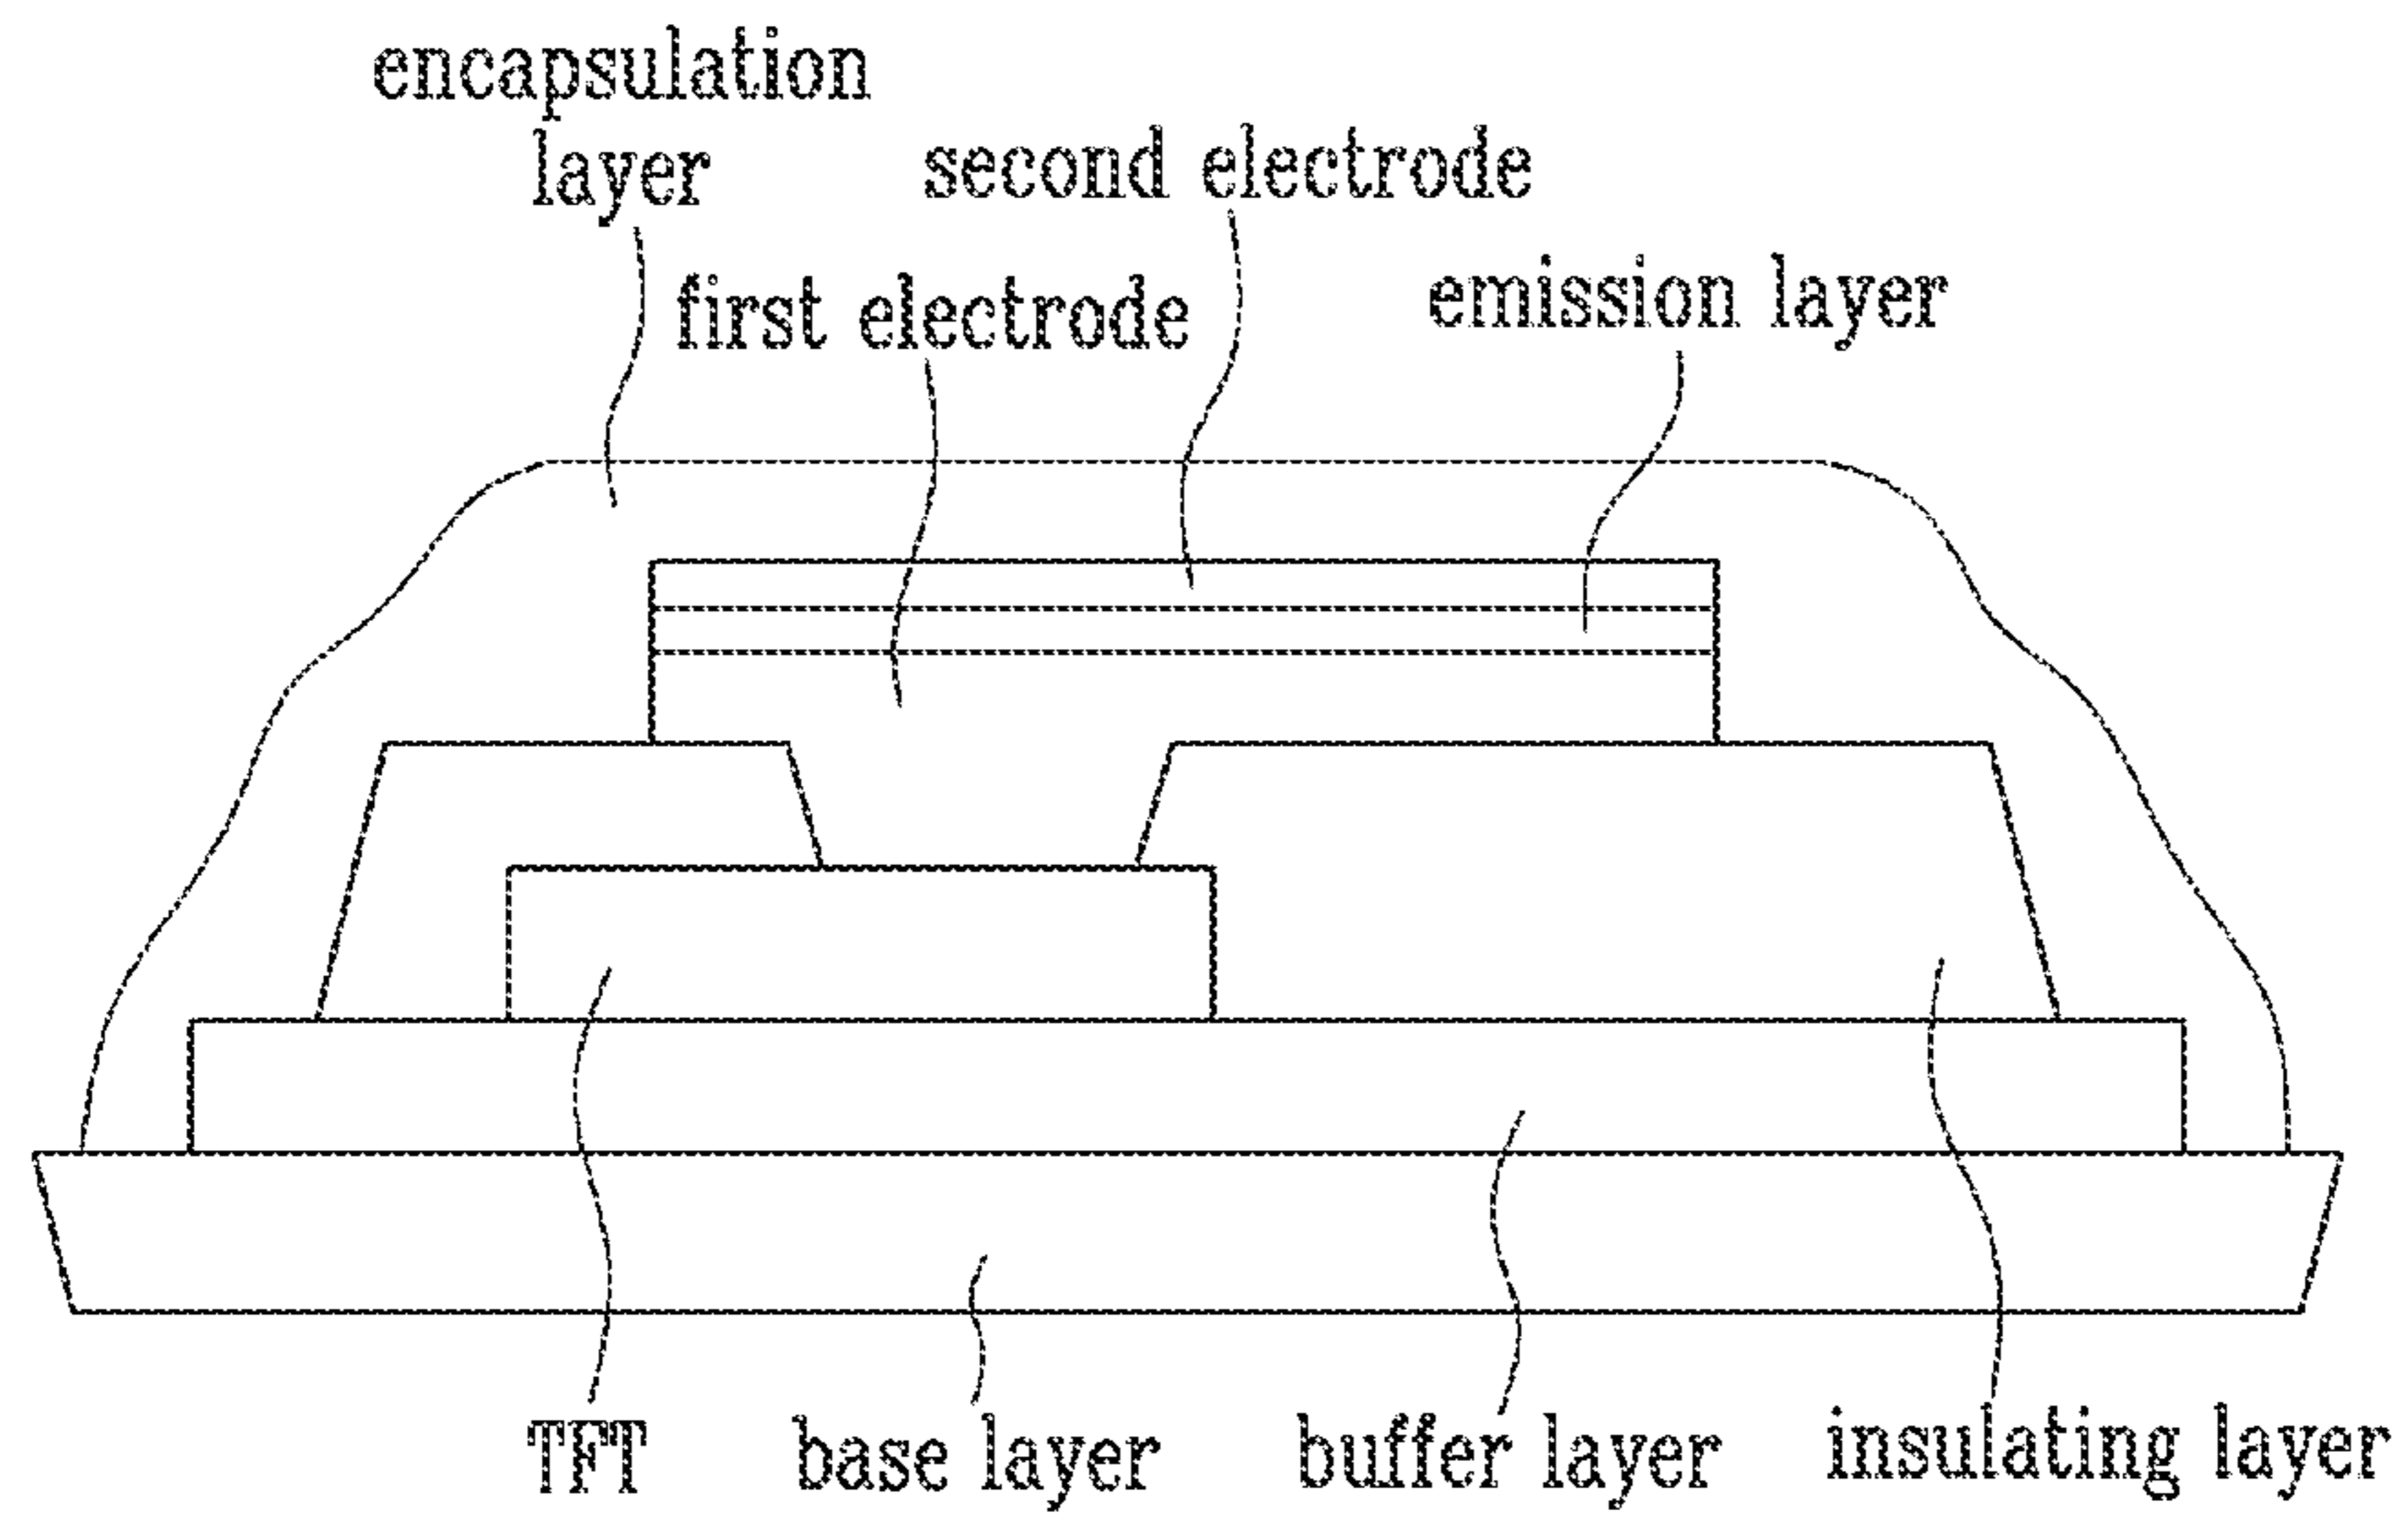 encapsulation
layer
second electrode
first electrode
emission layer
TFT
base layer
buffer layer
insulating layer